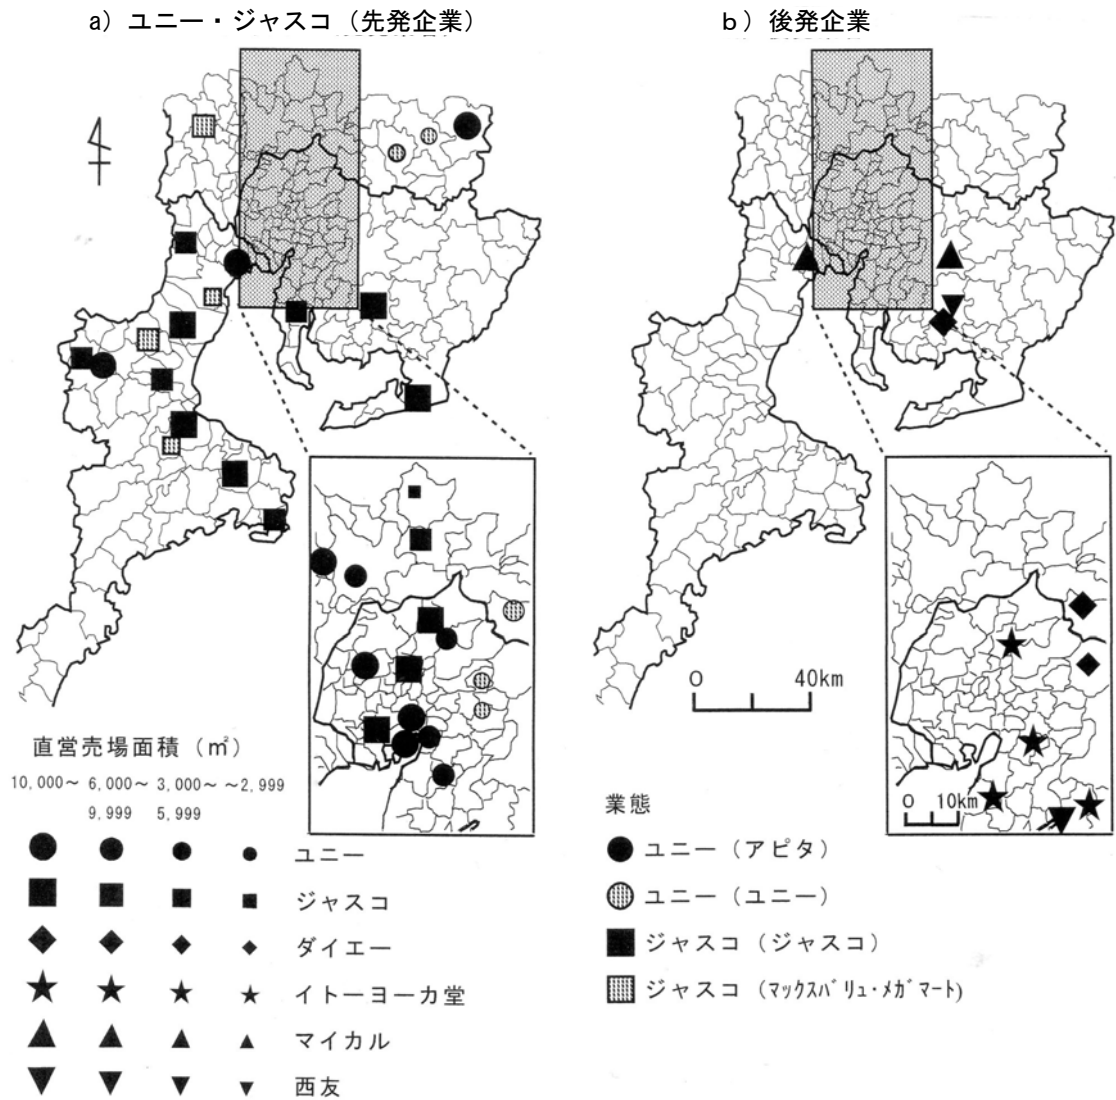 a) ユニー・ジャスコ（先発企業）
b）後発企業
0 40km
0 10km
直営売場面積（㎡）
10,000～ 6,000～ 3,000～ ～2,999
9,999 5,999
ユニー
ジャスコ
ダイエー
イトーヨーカ堂
マイカル
西友
業態
ユニー（アピタ）
ユニー（ユニー）
ジャスコ（ジャスコ）
ジャスコ（ﾏｯｸｽﾊﾞﾘｭ・ﾒｶﾞﾏｰﾄ)